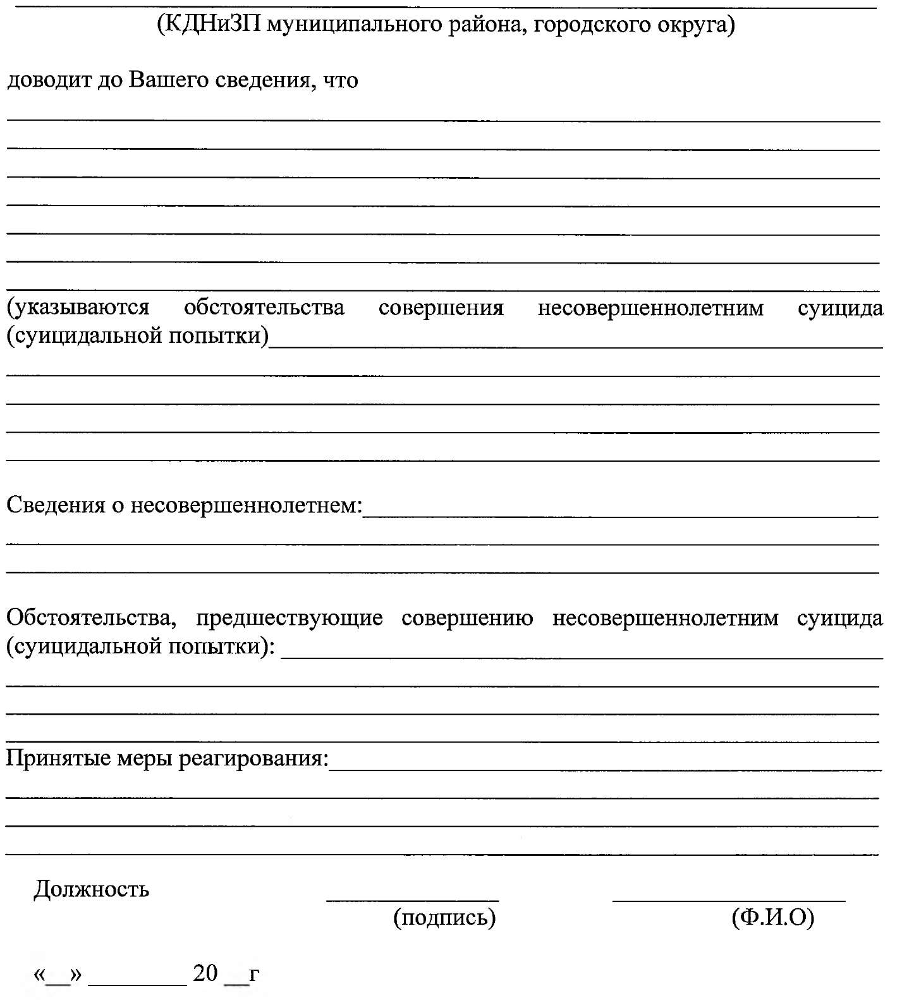 (КДНиЗП муниципального района, городского округа)
доводит до Вашего сведения, что
(указываются обстоятельства совершения несовершеннолетним суицида
(суицидальной попытки)
Сведения о несовершеннолетнем:
Обстоятельства, предшествующие совершению несовершеннолетним суицида
(суицидальной попытки):
Принятые меры реагирования:
Должность
(подпись) (Ф.И.О)
«__» ________ 20 __г